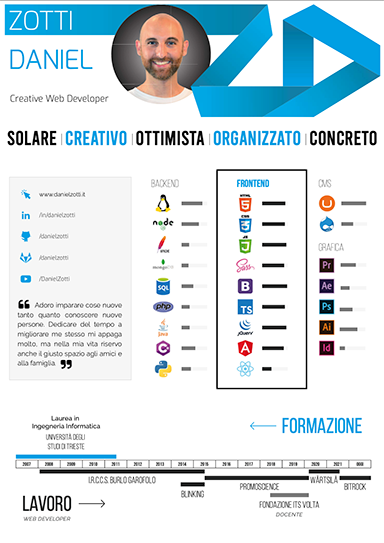 ZOTTI
DANIEL
Creative Web Developer
SOLARE | CREATIVO | OTTIMISTA | ORGANIZZATO | CONCRETO
www.danielzotti.it
/in/danielzotti
/danielzotti
/danielzotti
/DanielZotti
❝ Adoro imparare cose nuove
tanto quanto conoscere nuove
persone. Dedicare del tempo a
migliorare me stesso mi appaga
molto, ma nella mia vita riservo
anche il giusto spazio agli amici e
alla famiglia. ❞
BACKEND
node
mongoDB
SQL
php
C#
FRONTEND
HTML
5
CSS
3
JS
Sass
B
TS
jQuery
A
CMS
GRAFICA
Pr
Ae
Ps
Ai
Id
Laurea in
Ingegneria Informatica
UNIVERSITÀ DEGLI
STUDI DI TRIESTE
FORMAZIONE
2007 2008 2009 2010 2011 2012 2013 2014 2015 2016 2017 2018 2019 2020 2021
I.R.C.C.S. BURLO GAROFOLO
BLINKING
PROMOSCIENCE
WÄRTSILÄ
BITROCK
FONDAZIONE ITS VOLTA
DOCENTE
LAVORO
WEB DEVELOPER